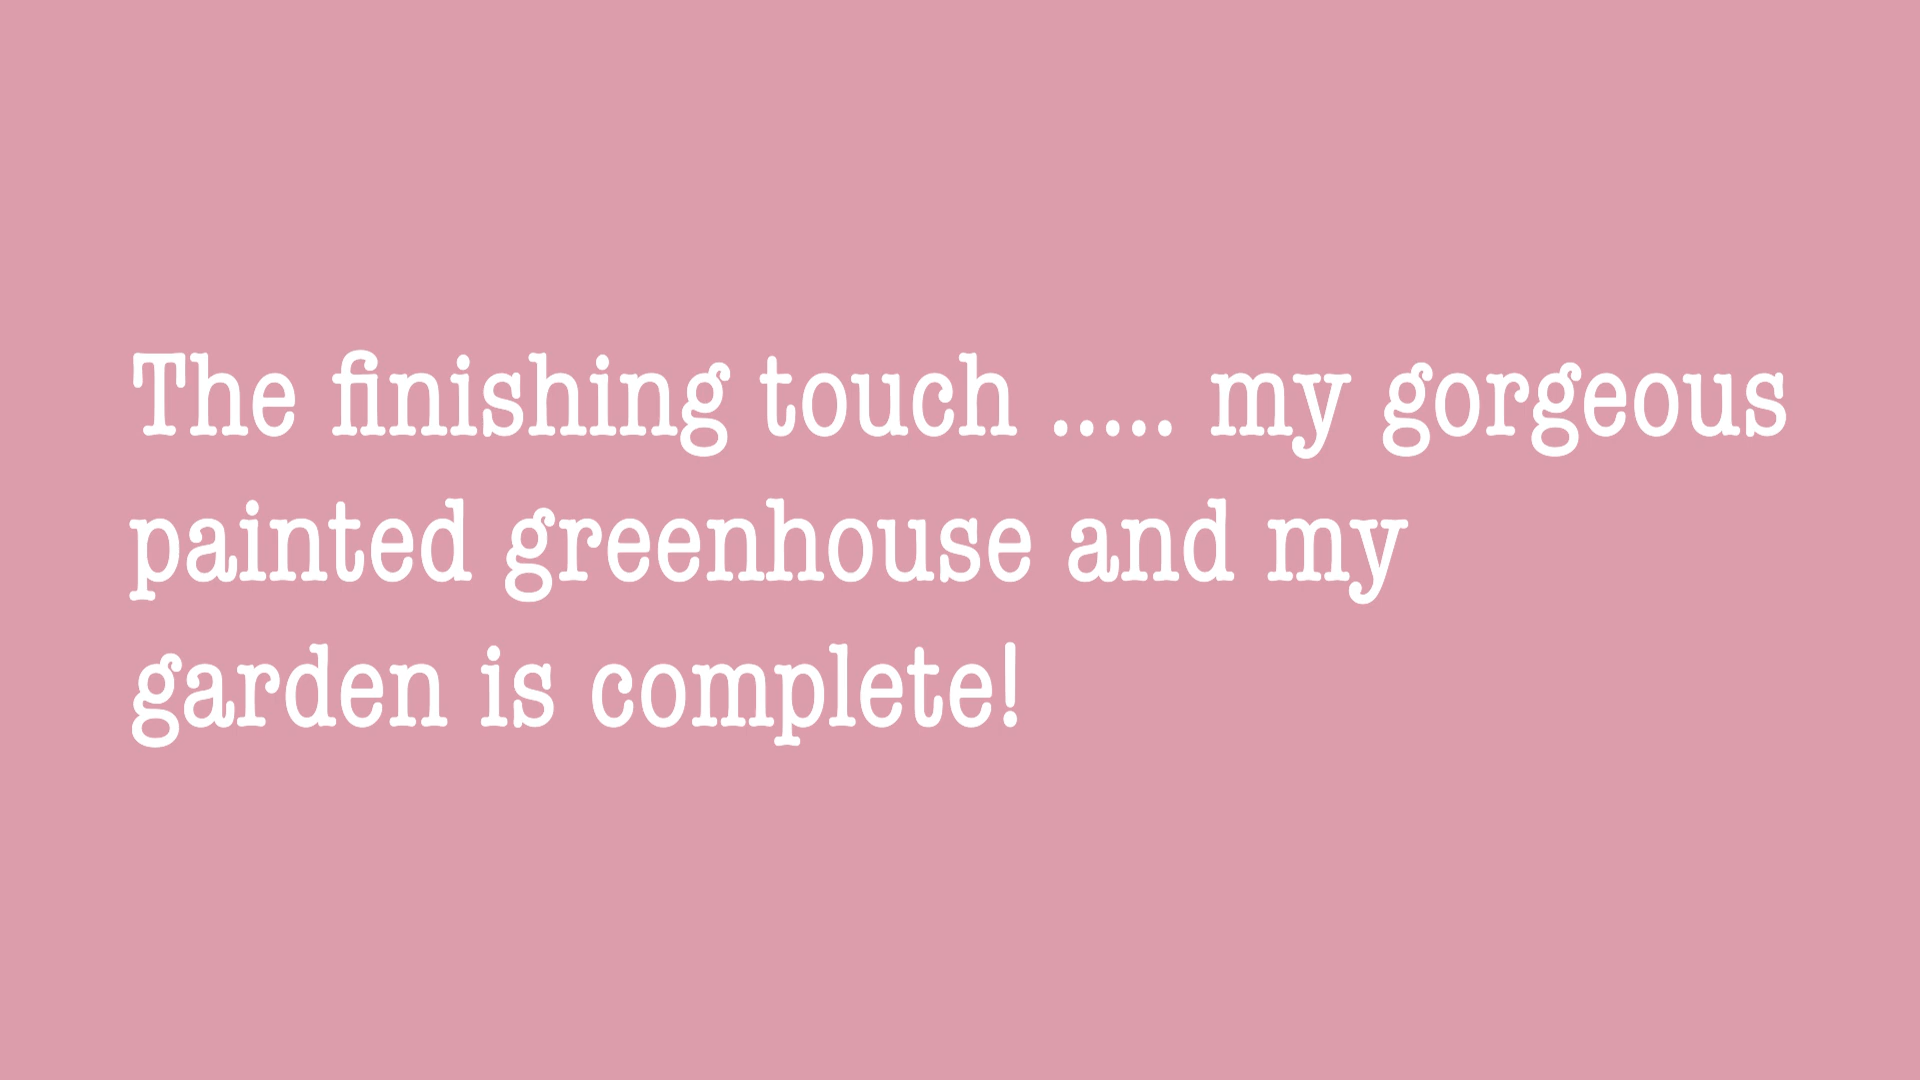 The finishing touch ..... my gorgeous
painted greenhouse and my
garden is complete!